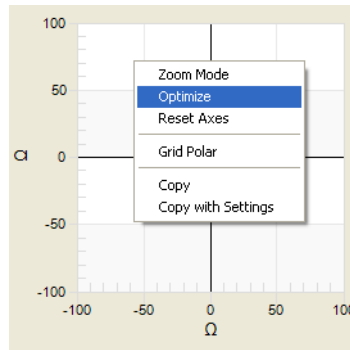 100
Zoom Mode
50
Optimize
Reset Axes
Ω
0
Grid Polar
Copy
Copy with Settings
-50
-100
-100 -50 0 50 100
Ω